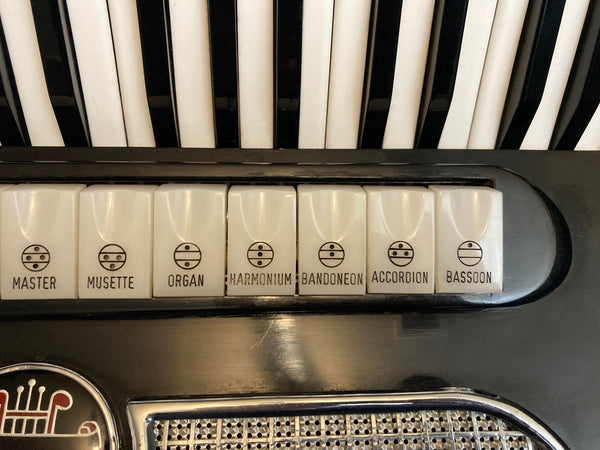 MASTER MUSETTE ORGAN HARMONIUM BANDONEON ACCORDION BASSOON